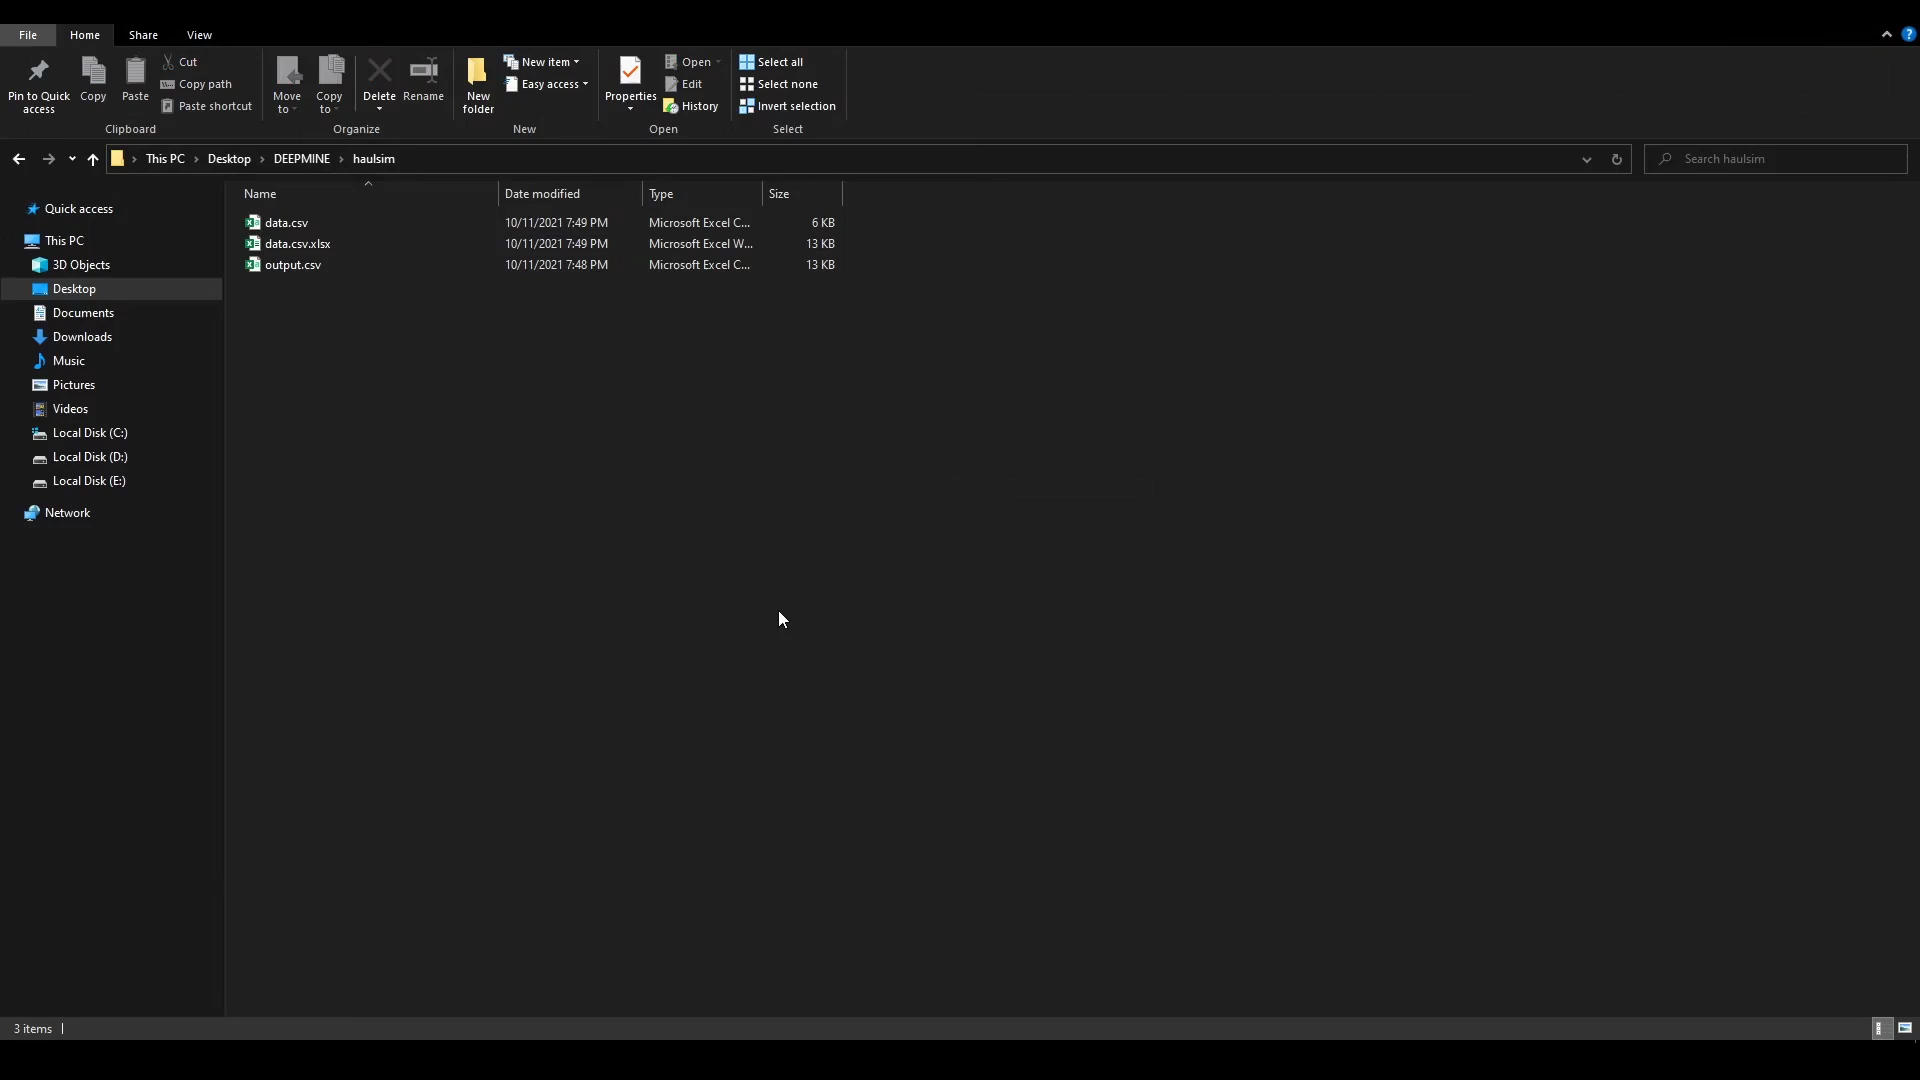 File Home Share View
Pin to Quick access
Copy
Paste
Cut
Copy path
Paste shortcut
Clipboard
Move to
Copy to
Delete
Rename
Organize
New folder
New item
Easy access
New
Properties
Open
Edit
History
Open
Select all
Select none
Invert selection
Select
This PC > Desktop > DEEPMINE > haulsim
Search haulsim
Name Date modified Type Size
data.csv 10/11/2021 7:49 PM Microsoft Excel C... 6 KB
data.csv.xlsx 10/11/2021 7:49 PM Microsoft Excel W... 13 KB
output.csv 10/11/2021 7:48 PM Microsoft Excel C... 13 KB
Quick access
This PC
3D Objects
Desktop
Documents
Downloads
Music
Pictures
Videos
Local Disk (C:)
Local Disk (D:)
Local Disk (E:)
Network
3 items